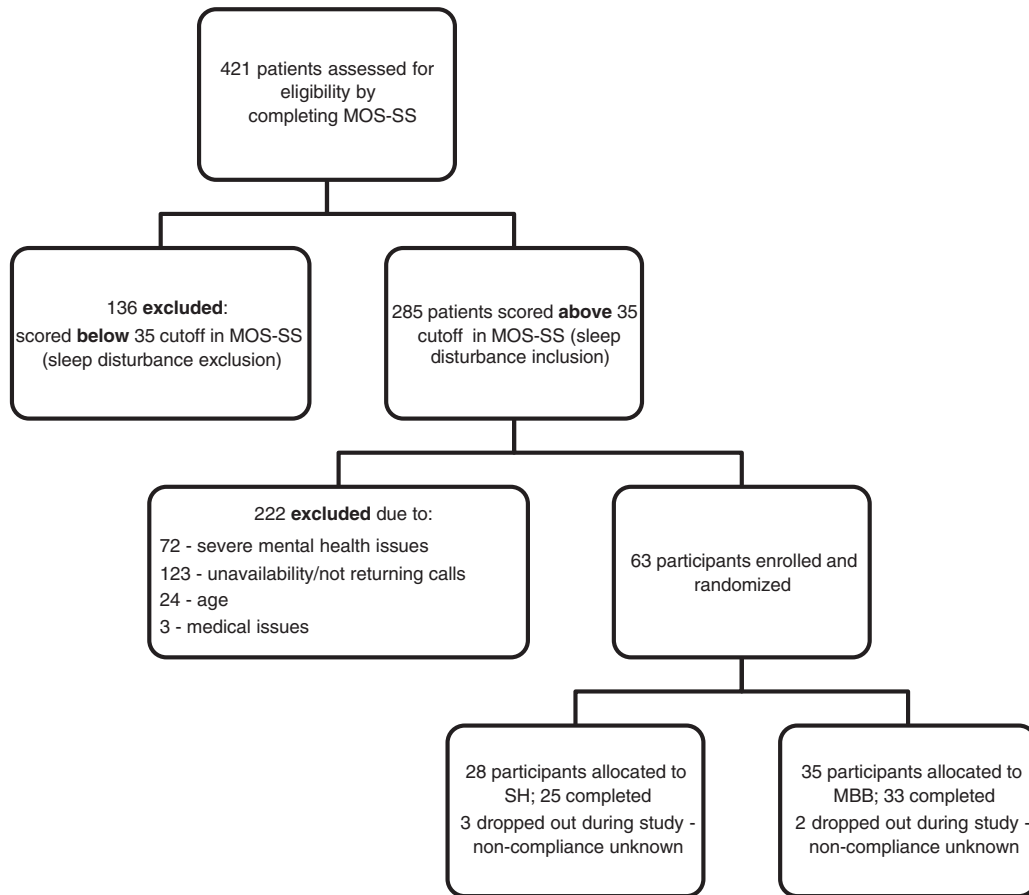 421 patients assessed for
eligibility by
completing MOS-SS
136 excluded:
scored below 35 cutoff in MOS-SS
(sleep disturbance exclusion)
285 patients scored above 35
cutoff in MOS-SS (sleep
disturbance inclusion)
222 excluded due to:
72 - severe mental health issues
123 - unavailability/not returning calls
24 - age
3 - medical issues
63 participants enrolled and
randomized
28 participants allocated to
SH; 25 completed
3 dropped out during study -
non-compliance unknown
35 participants allocated to
MBB; 33 completed
2 dropped out during study -
non-compliance unknown